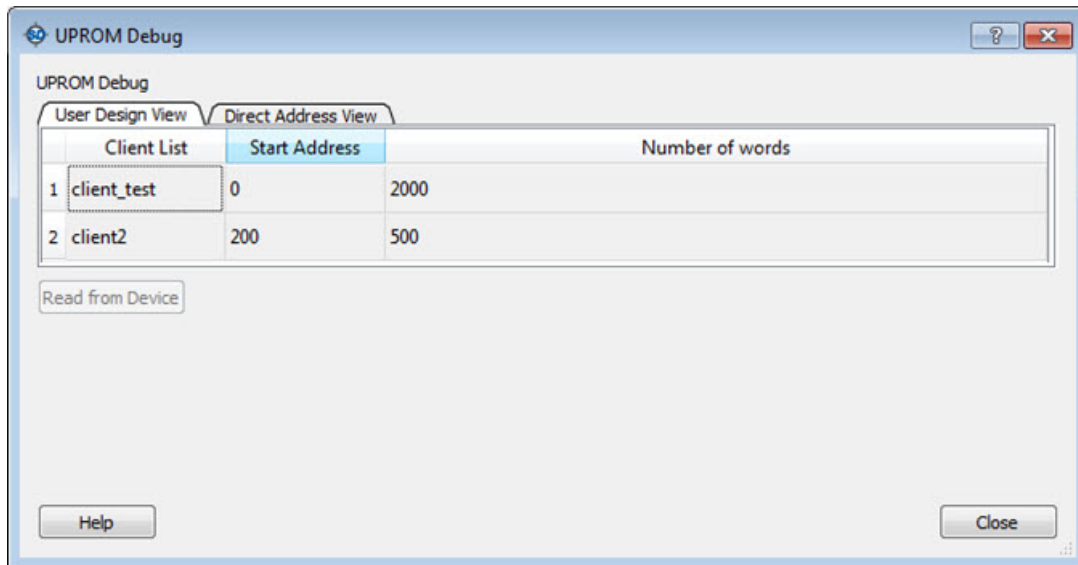 UPROM Debug
UPROM Debug
User Design View Direct Address View
Client List Start Address Number of words
1 client_test 0 2000
2 client2 200 500
Read from Device
Help Close